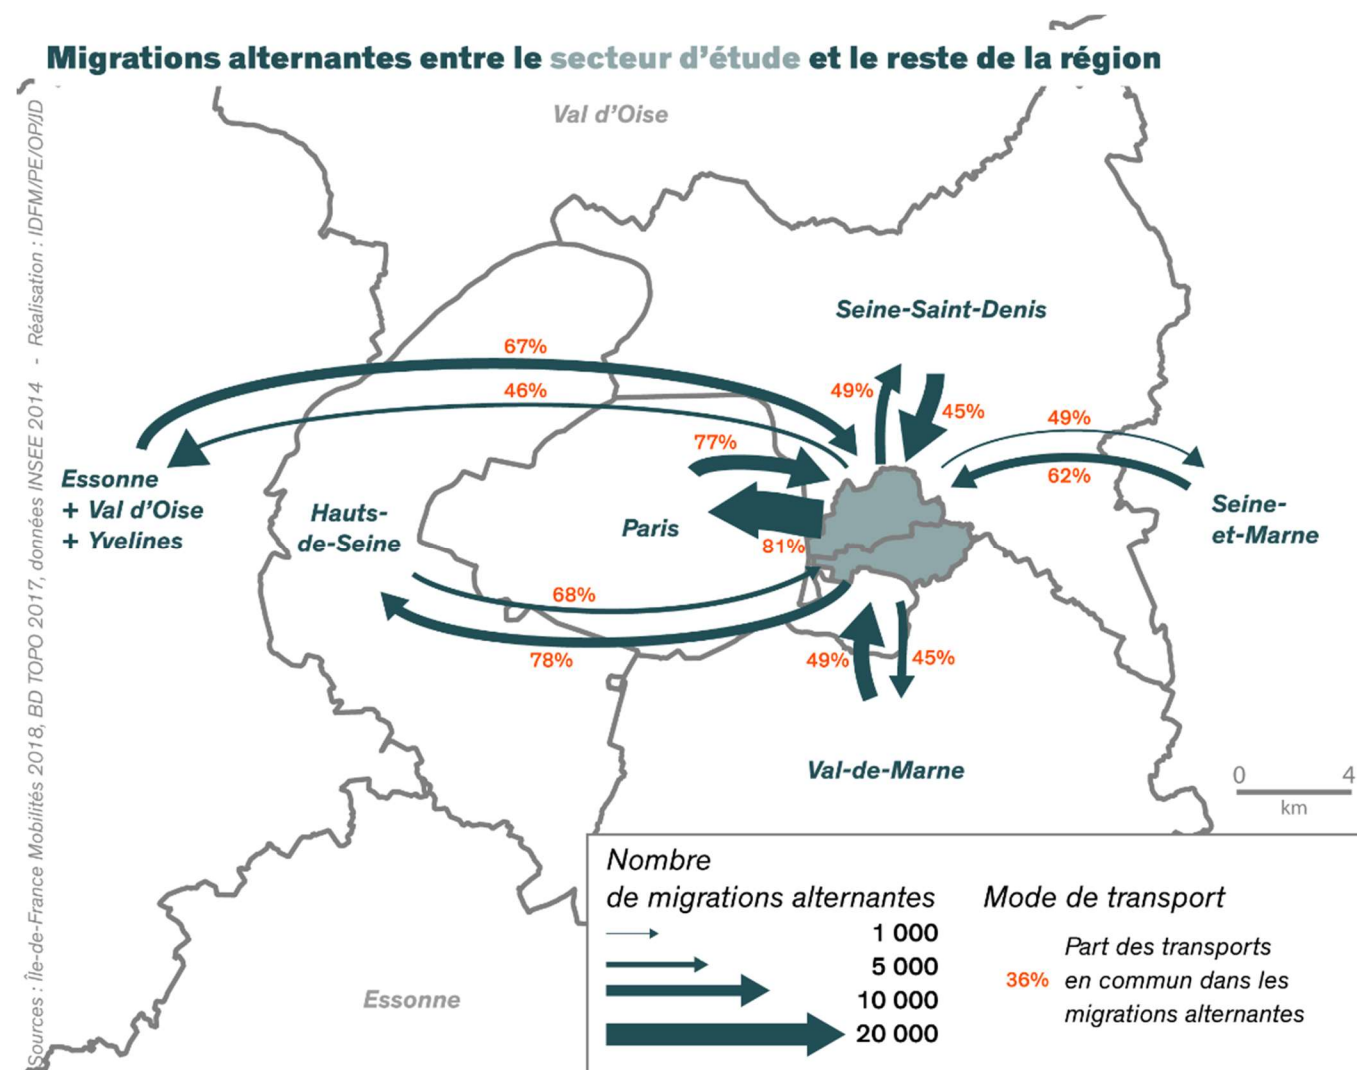 Migrations alternantes entre le secteur d’étude et le reste de la région
Val d’Oise
Sources : Île-de-France Mobilités 2018, BD TOPO 2017, données INSEE 2014 - Réalisation : IDFM/PE/OP/JD
Seine-Saint-Denis
67%
46%
49%
45%
49%
77%
62%
Essonne
+ Val d’Oise
+ Yvelines
Hauts-
de-Seine
Paris
81%
Seine-
et-Marne
68%
78%
49%
45%
Val-de-Marne
0 4
km
Essonne
Nombre
de migrations alternantes
1 000
5 000
10 000
20 000
Mode de transport
36%
Part des transports
en commun dans les
migrations alternantes